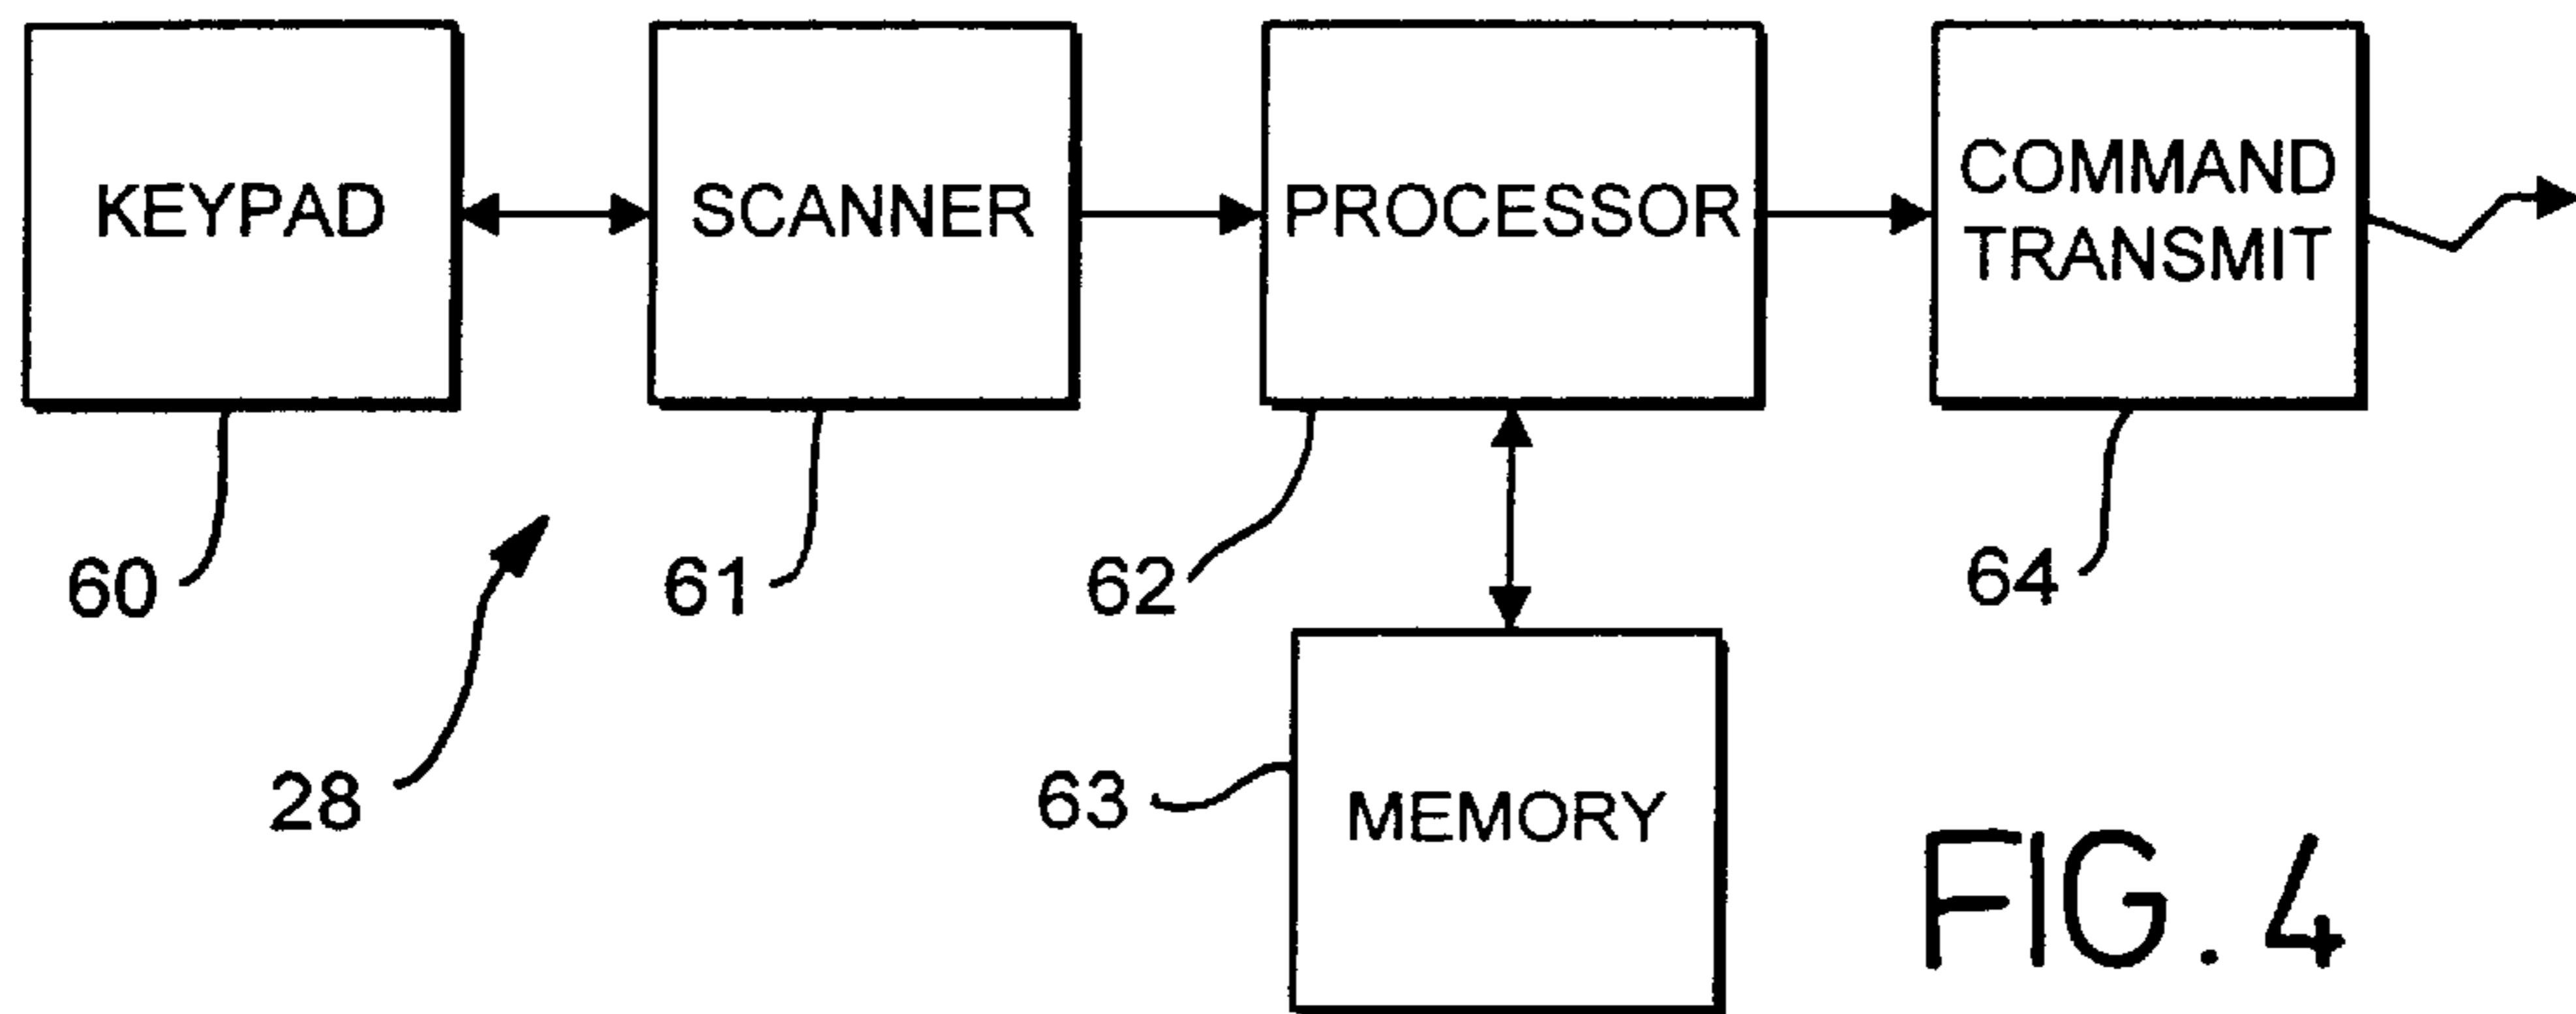 KEYPAD
SCANNER
PROCESSOR
COMMAND
TRANSMIT
60
61
62
64
28
63
MEMORY
FIG. 4